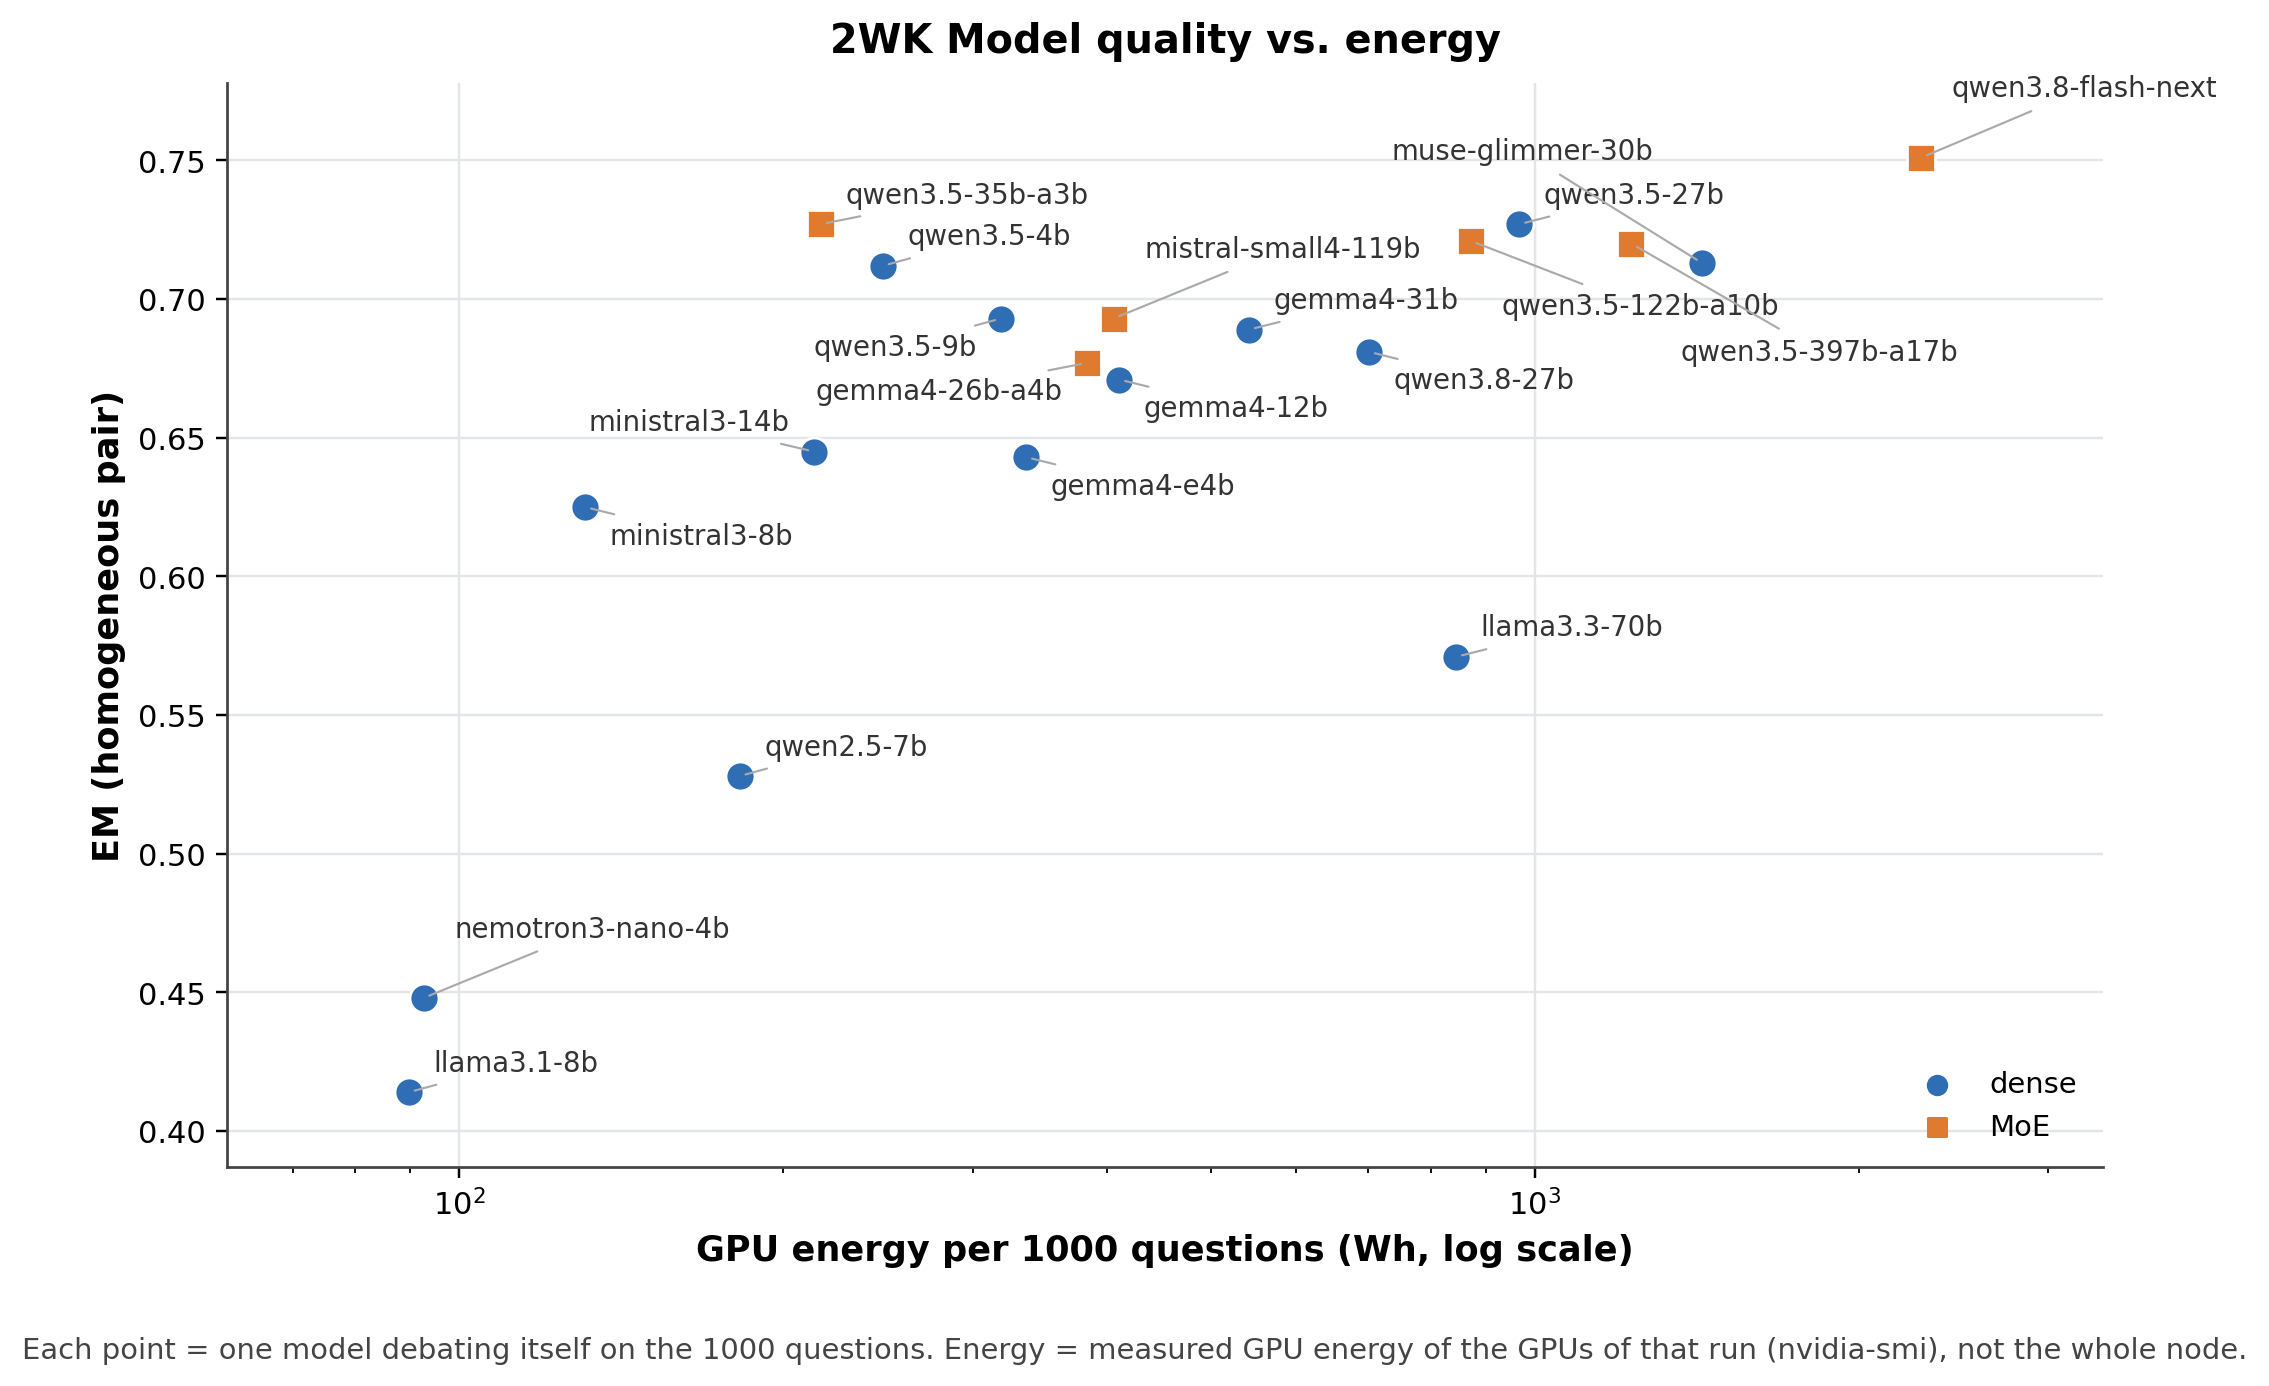 2WK Model quality vs. energy
qwen3.8-flash-next
muse-glimmer-30b
0.75
qwen3.5-35b-a3b
qwen3.5-27b
qwen3.5-4b
mistral-small4-119b
0.70
gemma4-31b
qwen3.5-122b-a10b
qwen3.5-9b
qwen3.5-397b-a17b
gemma4-26b-a4b
qwen3.8-27b
gemma4-12b
ministral3-14b
0.65
gemma4-e4b
ministral3-8b
0.60
llama3.3-70b
0.55
qwen2.5-7b
0.50
nemotron3-nano-4b
0.45
llama3.1-8b
0.40
EM (homogeneous pair)
dense
MoE
10² 10³
GPU energy per 1000 questions (Wh, log scale)
Each point = one model debating itself on the 1000 questions. Energy = measured GPU energy of the GPUs of that run (nvidia-smi), not the whole node.